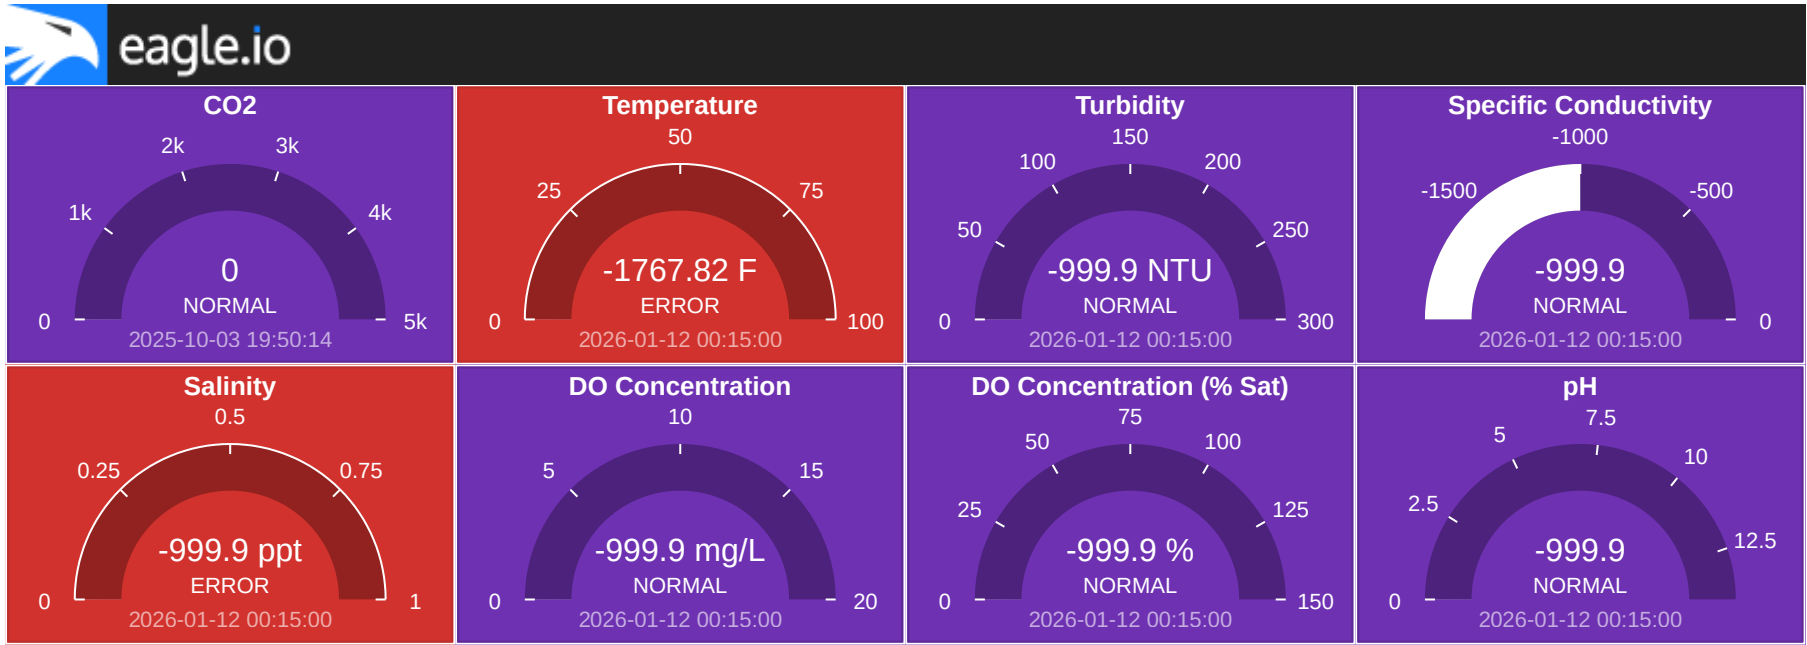 eagle.io
CO2
2k
3k
1k
4k
0
NORMAL
0
5k
2025-10-03 19:50:14
Temperature
50
25
75
-1767.82 F
ERROR
0
100
2026-01-12 00:15:00
Turbidity
150
100
200
50
250
-999.9 NTU
NORMAL
0
300
2026-01-12 00:15:00
Specific Conductivity
-1000
-1500
-500
-999.9
NORMAL
0
2026-01-12 00:15:00
Salinity
0.5
0.25
0.75
-999.9 ppt
ERROR
0
1
2026-01-12 00:15:00
DO Concentration
10
5
15
-999.9 mg/L
NORMAL
0
20
2026-01-12 00:15:00
DO Concentration (% Sat)
75
50
100
25
125
-999.9 %
NORMAL
0
150
2026-01-12 00:15:00
pH
7.5
5
10
2.5
12.5
-999.9
NORMAL
0
2026-01-12 00:15:00